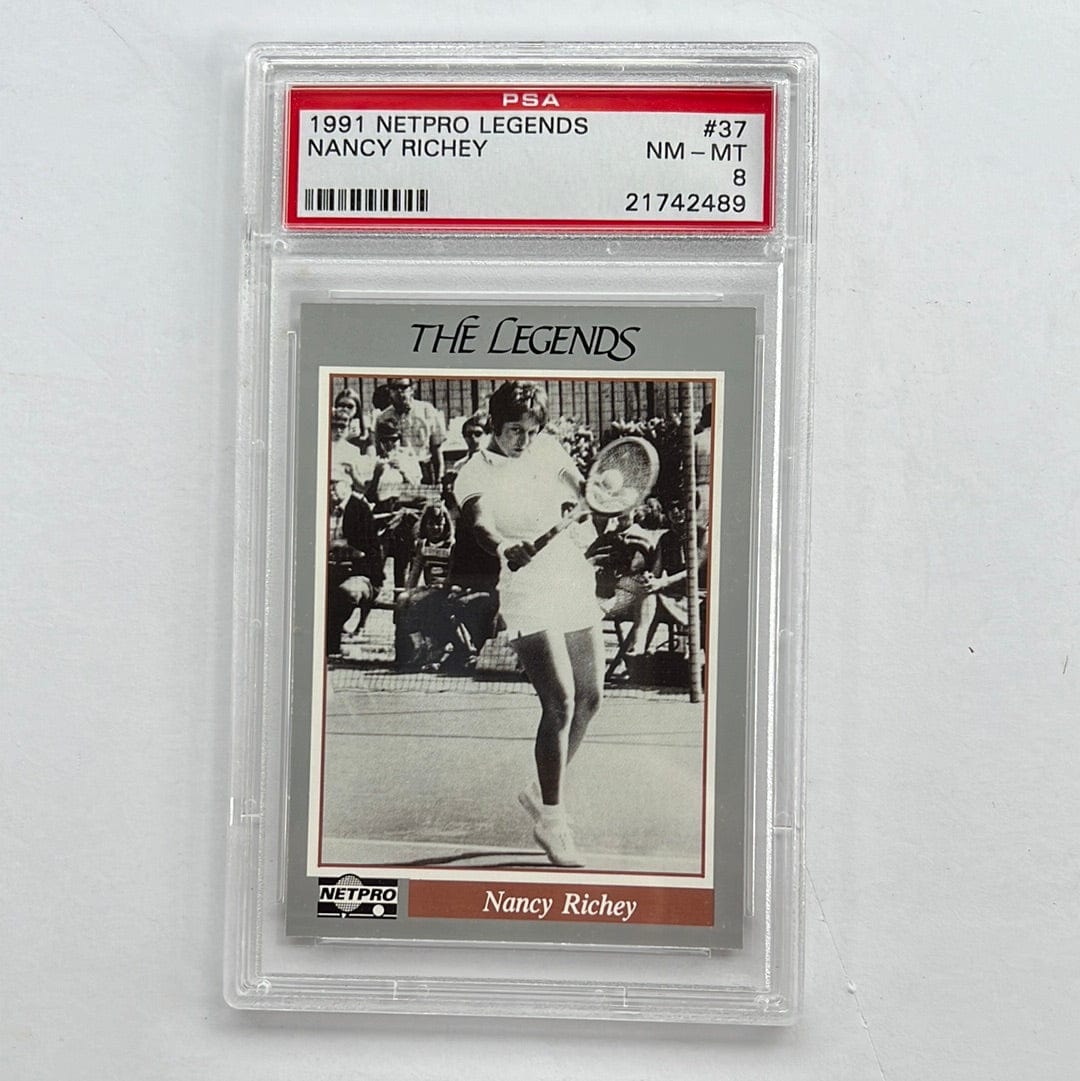 PSA
1991 NETPRO LEGENDS #37
NANCY RICHEY NM – MT
8
21742489
THE LEGENDS
NETPRO
Nancy Richey